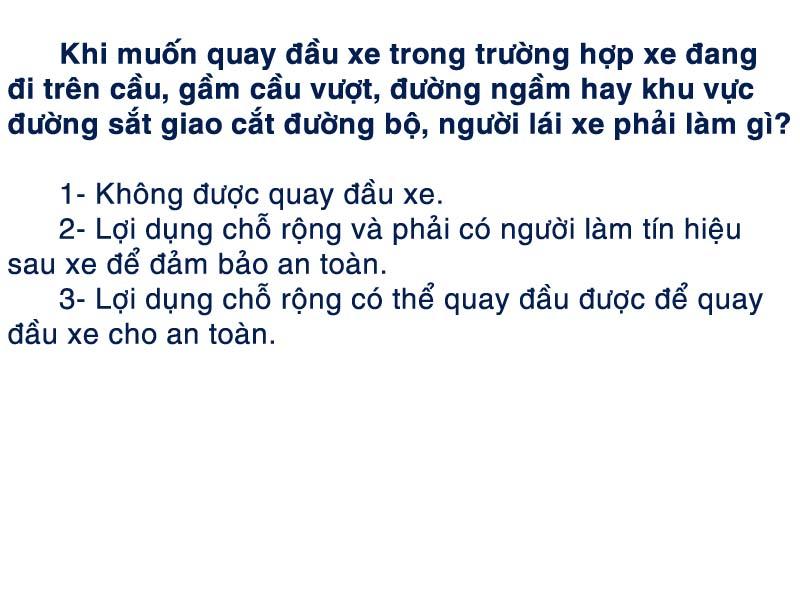 Khi muốn quay đầu xe trong trường hợp xe đang
đi trên cầu, gầm cầu vượt, đường ngầm hay khu vực
đường sắt giao cắt đường bộ, người lái xe phải làm gì?
1- Không được quay đầu xe.
2- Lợi dụng chỗ rộng và phải có người làm tín hiệu
sau xe để đảm bảo an toàn.
3- Lợi dụng chỗ rộng có thể quay đầu được để quay
đầu xe cho an toàn.